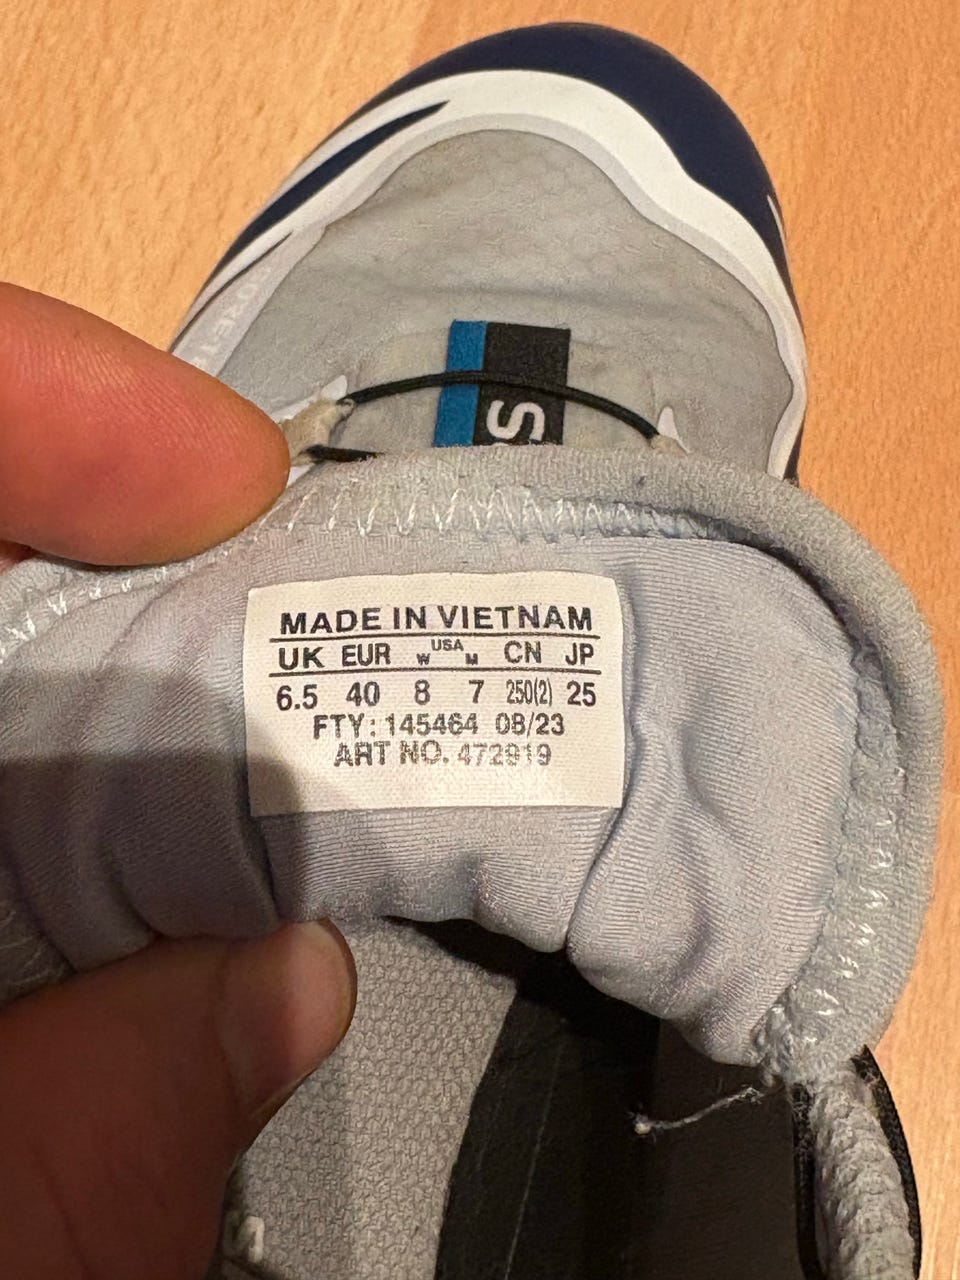 S
MADE IN VIETNAM
UK EUR W USA M CN JP
6.5 40 8 7 250(2) 25
FTY: 145464 08/23
ART NO. 472919